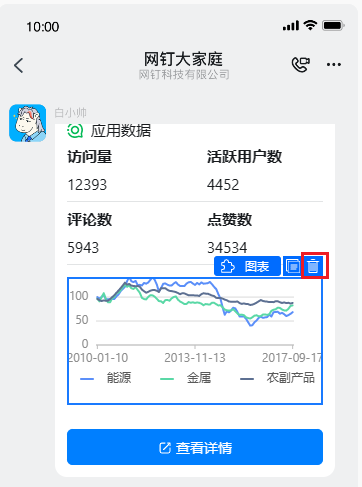 10:00
网钉大家庭
网钉科技有限公司
白小帅
应用数据
访问量 活跃用户数
12393 4452
评论数 点赞数
5943 34534
图表
100
50
0
2010-01-10 2013-11-13 2017-09-17
能源 金属 农副产品
查看详情